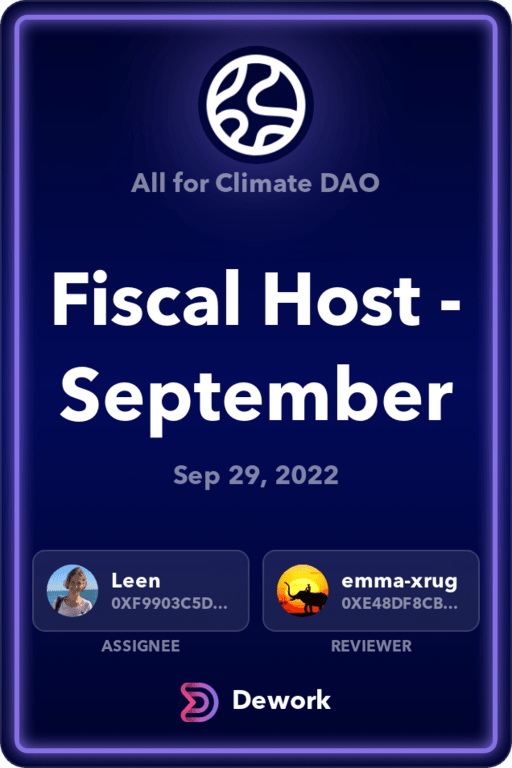 All for Climate DAO
Fiscal Host -
September
Sep 29, 2022
Leen
0XF9903C5D...
ASSIGNEE
emma-xrug
0XE48DF8CB...
REVIEWER
Dework